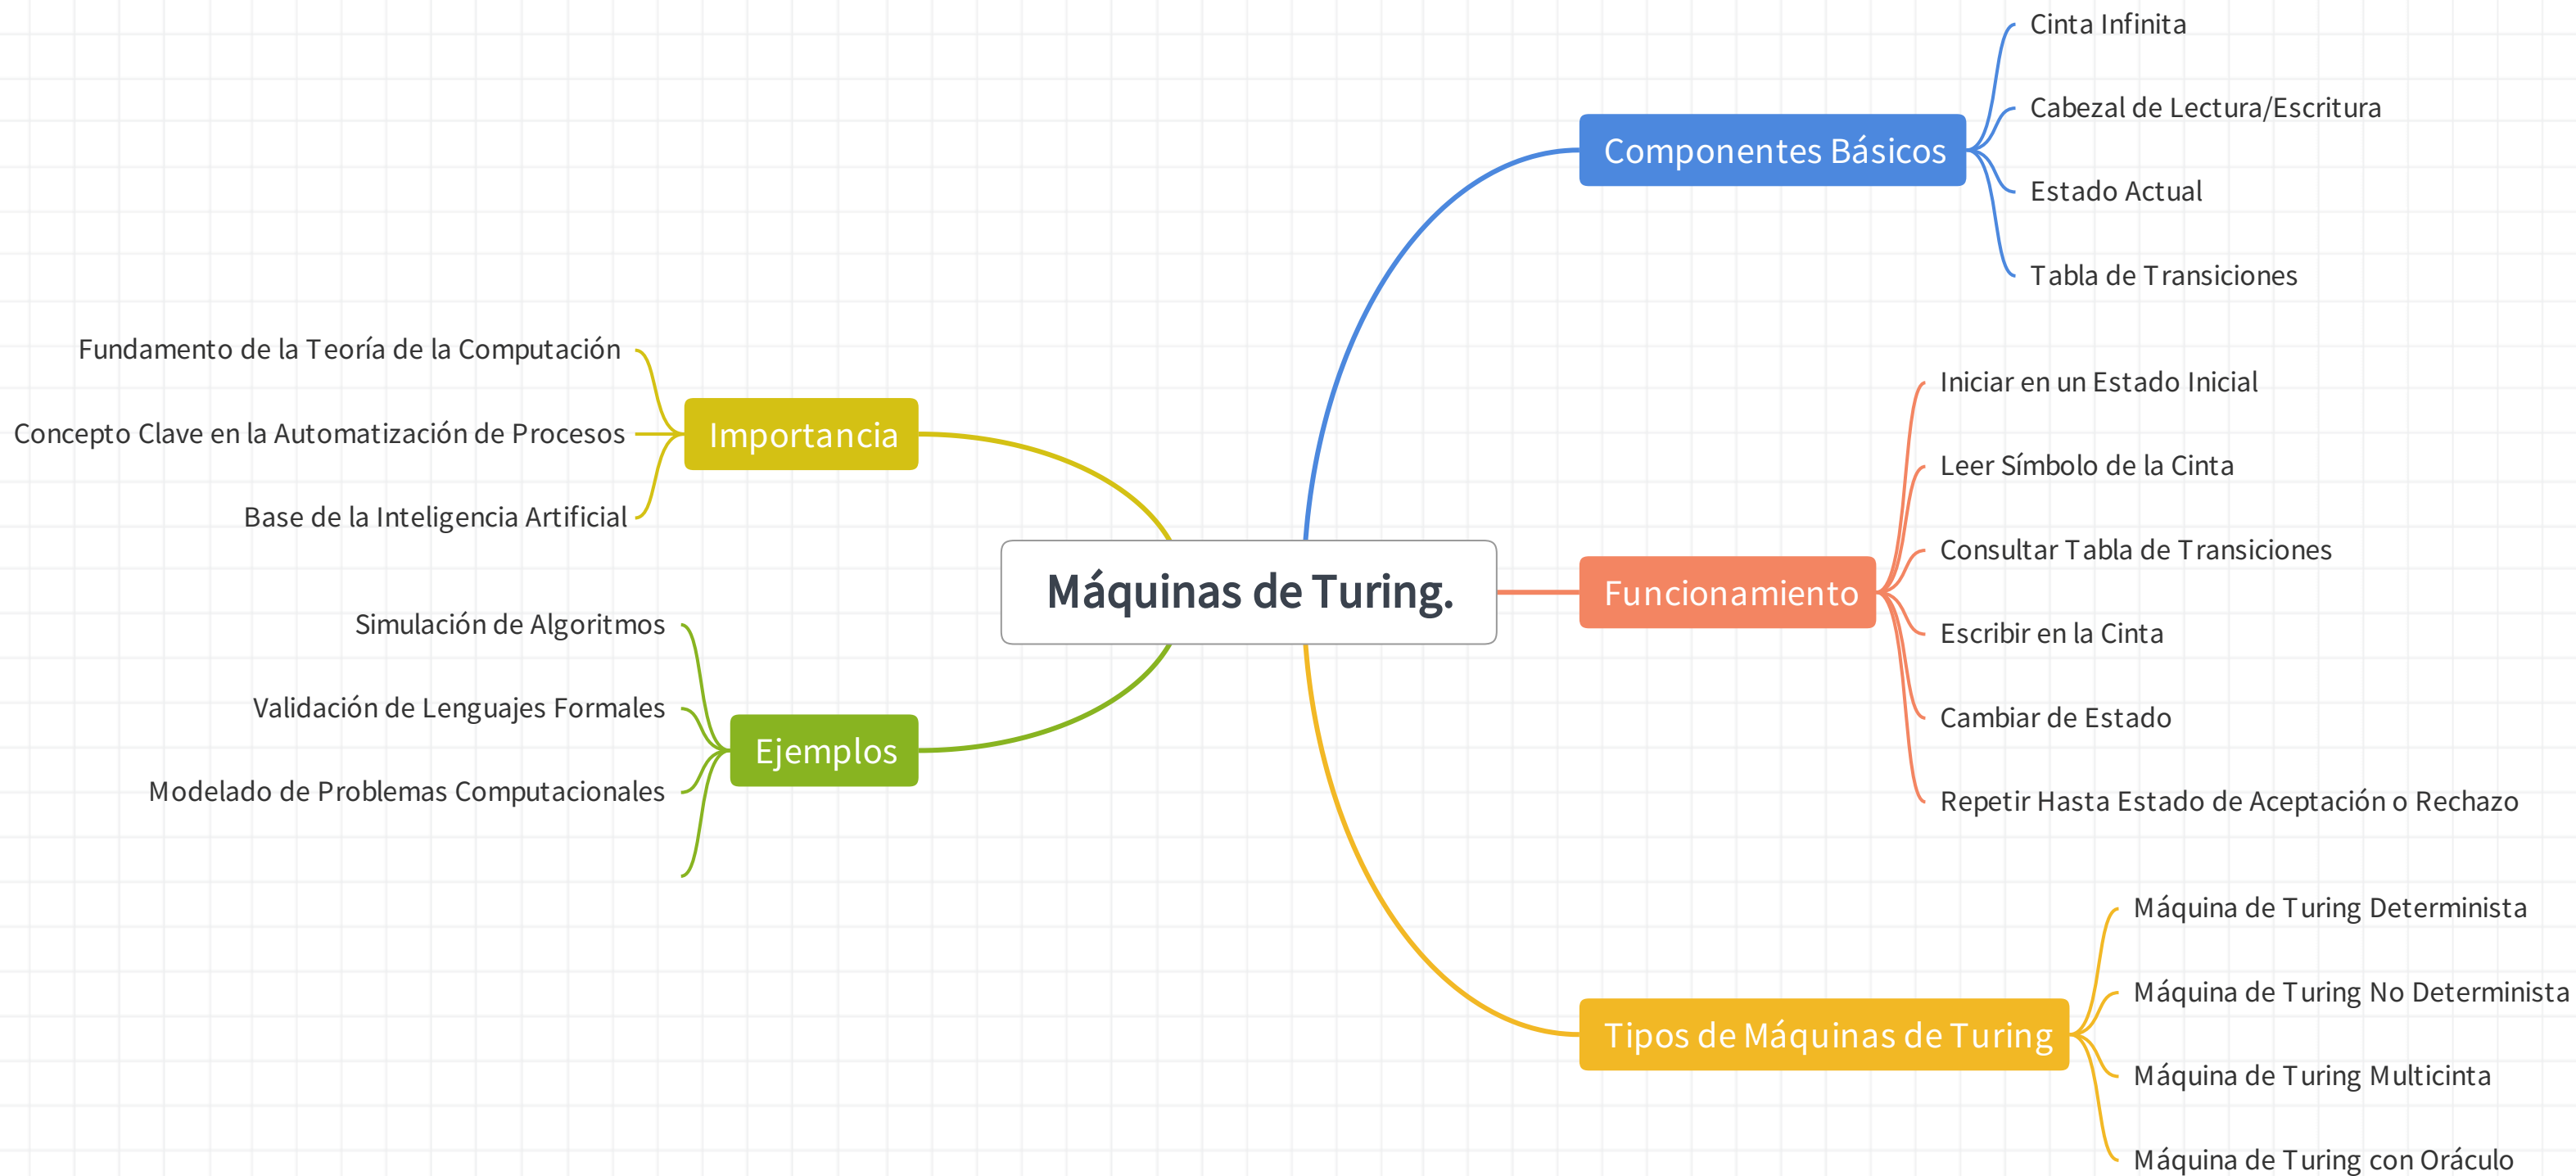 Máquinas de Turing.
Componentes Básicos
Cinta Infinita
Cabezal de Lectura/Escritura
Estado Actual
Tabla de Transiciones
Funcionamiento
Iniciar en un Estado Inicial
Leer Símbolo de la Cinta
Consultar Tabla de Transiciones
Escribir en la Cinta
Cambiar de Estado
Repetir Hasta Estado de Aceptación o Rechazo
Tipos de Máquinas de Turing
Máquina de Turing Determinista
Máquina de Turing No Determinista
Máquina de Turing Multicinta
Máquina de Turing con Oráculo
Importancia
Fundamento de la Teoría de la Computación
Concepto Clave en la Automatización de Procesos
Base de la Inteligencia Artificial
Ejemplos
Simulación de Algoritmos
Validación de Lenguajes Formales
Modelado de Problemas Computacionales